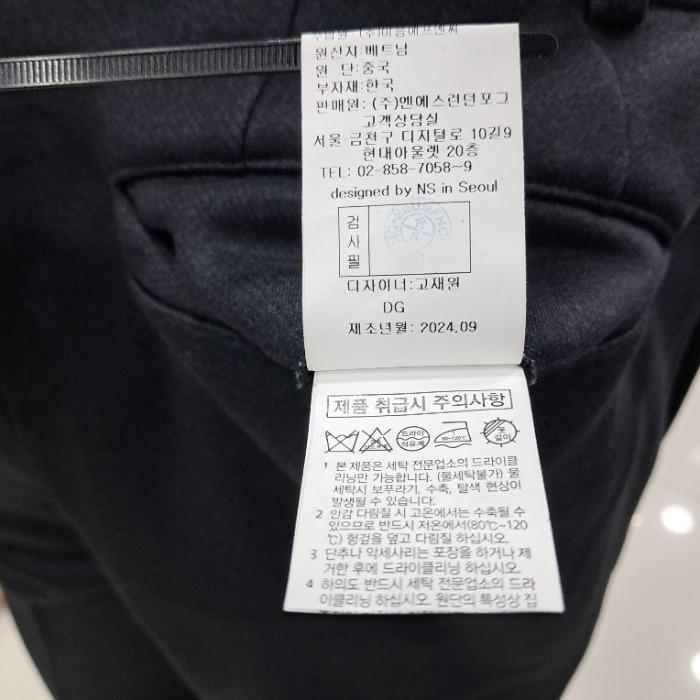 원산지:베트남
원 단:중국
부자재:한국
판매원: (주)엔에스런던포그
고객상담실
서울 금천구 디지털로 10길9
현대아울렛 20층
TEL: 02-858-7058~9
designed by NS in Seoul
검
사
필
디자이너:고재원
DG
제조년월: 2024.09
제품 취급시 주의사항
드라이
석유계
80~120℃
옷
걸이
1 본 제품은 세탁 전문업소의 드라이클
리닝만 가능합니다. (물세탁불가) 물
세탁시 보푸라기, 수축, 탈색 현상이
발생될 수 있습니다.
2 안감 다림질 시 고온에서는 수축될 수
있으므로 반드시 저온에서(80℃~120
℃) 헝겊을 덮고 다림질 하십시오.
3 단추나 악세사리는 포장을 하거나 제
거한 후에 드라이클리닝 하십시오.
4 하의도 반드시 세탁 전문업소의 드라
이클리닝 하십시오. 원단의 특성상 집